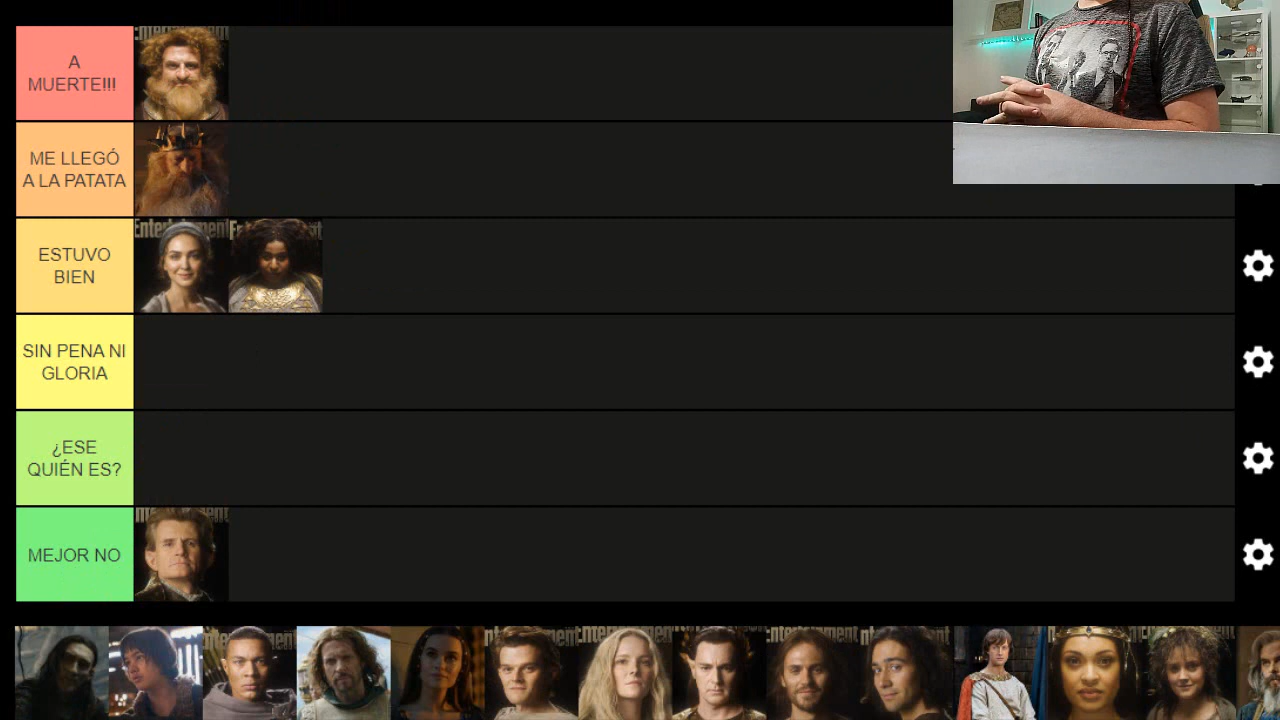 A
MUERTE!!!
ME LLEGÓ
A LA PATATA
Entertainment
ESTUVO
BIEN
SIN PENA NI
GLORIA
¿ESE
QUIÉN ES?
MEJOR NO